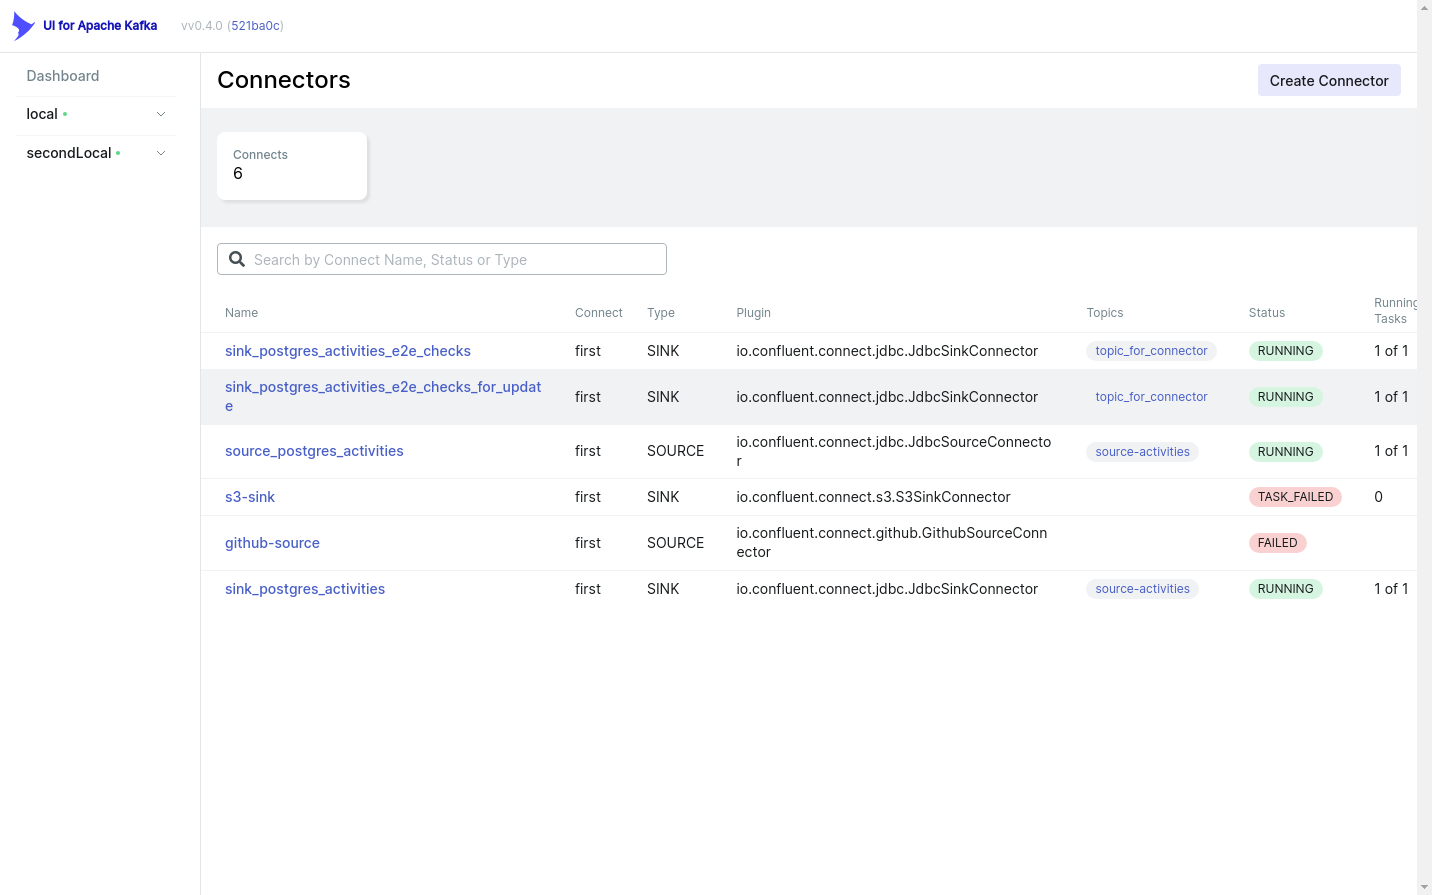 UI for Apache Kafka vv0.4.0 (521ba0c)
Dashboard
local
secondLocal
Connectors
Create Connector
Connects
6
Search by Connect Name, Status or Type
Name Connect Type Plugin Topics Status Running
Tasks
sink_postgres_activities_e2e_checks first SINK io.confluent.connect.jdbc.JdbcSinkConnector topic_for_connector RUNNING 1 of 1
sink_postgres_activities_e2e_checks_for_updat
e first SINK io.confluent.connect.jdbc.JdbcSinkConnector topic_for_connector RUNNING 1 of 1
source_postgres_activities first SOURCE io.confluent.connect.jdbc.JdbcSourceConnecto
r source-activities RUNNING 1 of 1
s3-sink first SINK io.confluent.connect.s3.S3SinkConnector TASK_FAILED 0
github-source first SOURCE io.confluent.connect.github.GithubSourceConn
ector FAILED
sink_postgres_activities first SINK io.confluent.connect.jdbc.JdbcSinkConnector source-activities RUNNING 1 of 1